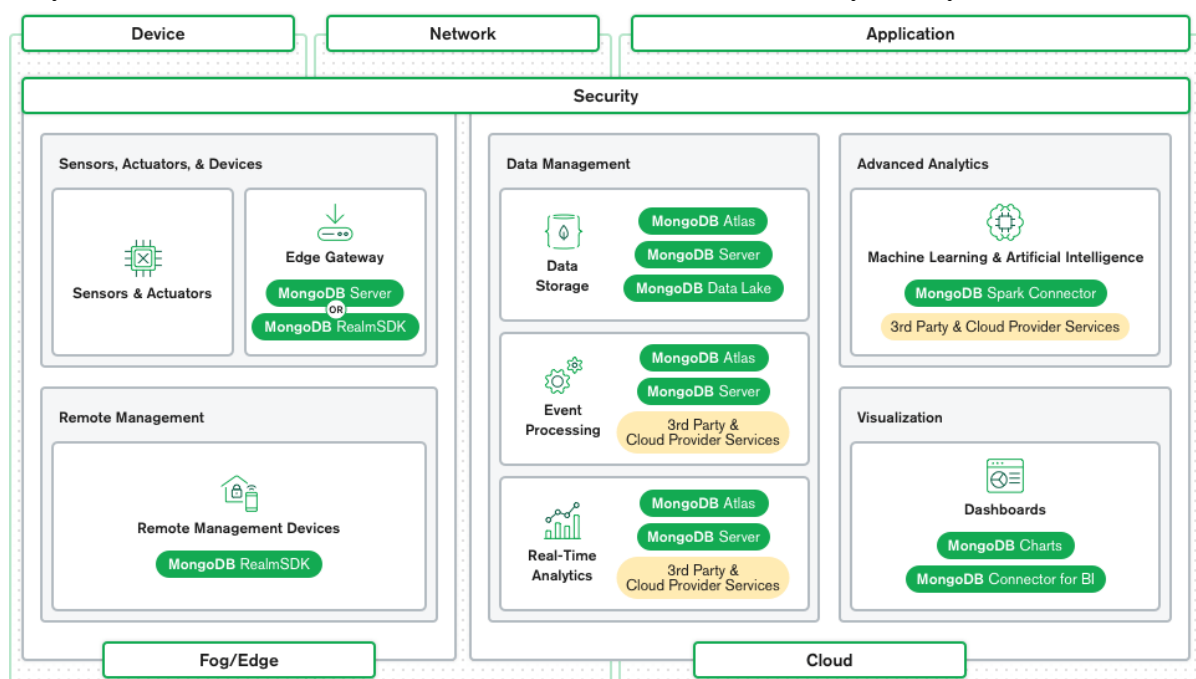 Device
Network
Application
Security
Sensors, Actuators, & Devices
Sensors & Actuators
Edge Gateway
MongoDB Server
OR
MongoDB RealmSDK
Remote Management
Remote Management Devices
MongoDB RealmSDK
Fog/Edge
Data Management
Data
Storage
MongoDB Atlas
MongoDB Server
MongoDB Data Lake
Event
Processing
MongoDB Atlas
MongoDB Server
3rd Party &
Cloud Provider Services
Real-Time
Analytics
MongoDB Atlas
MongoDB Server
3rd Party &
Cloud Provider Services
Advanced Analytics
Machine Learning & Artificial Intelligence
MongoDB Spark Connector
3rd Party & Cloud Provider Services
Visualization
Dashboards
MongoDB Charts
MongoDB Connector for BI
Cloud